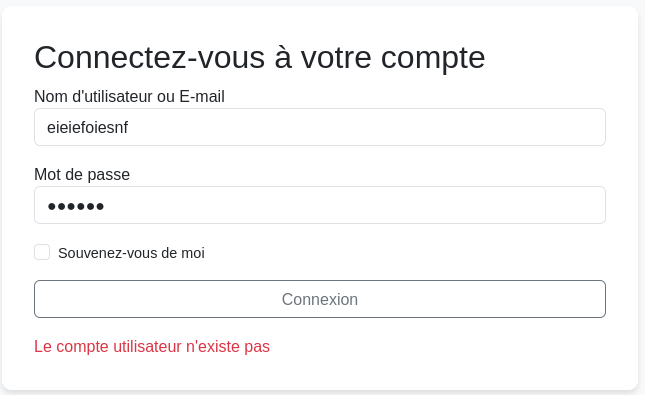 Connectez-vous à votre compte
Nom d'utilisateur ou E-mail
eieiefoiesnf
Mot de passe
●●●●●●
Souvenez-vous de moi
Connexion
Le compte utilisateur n'existe pas